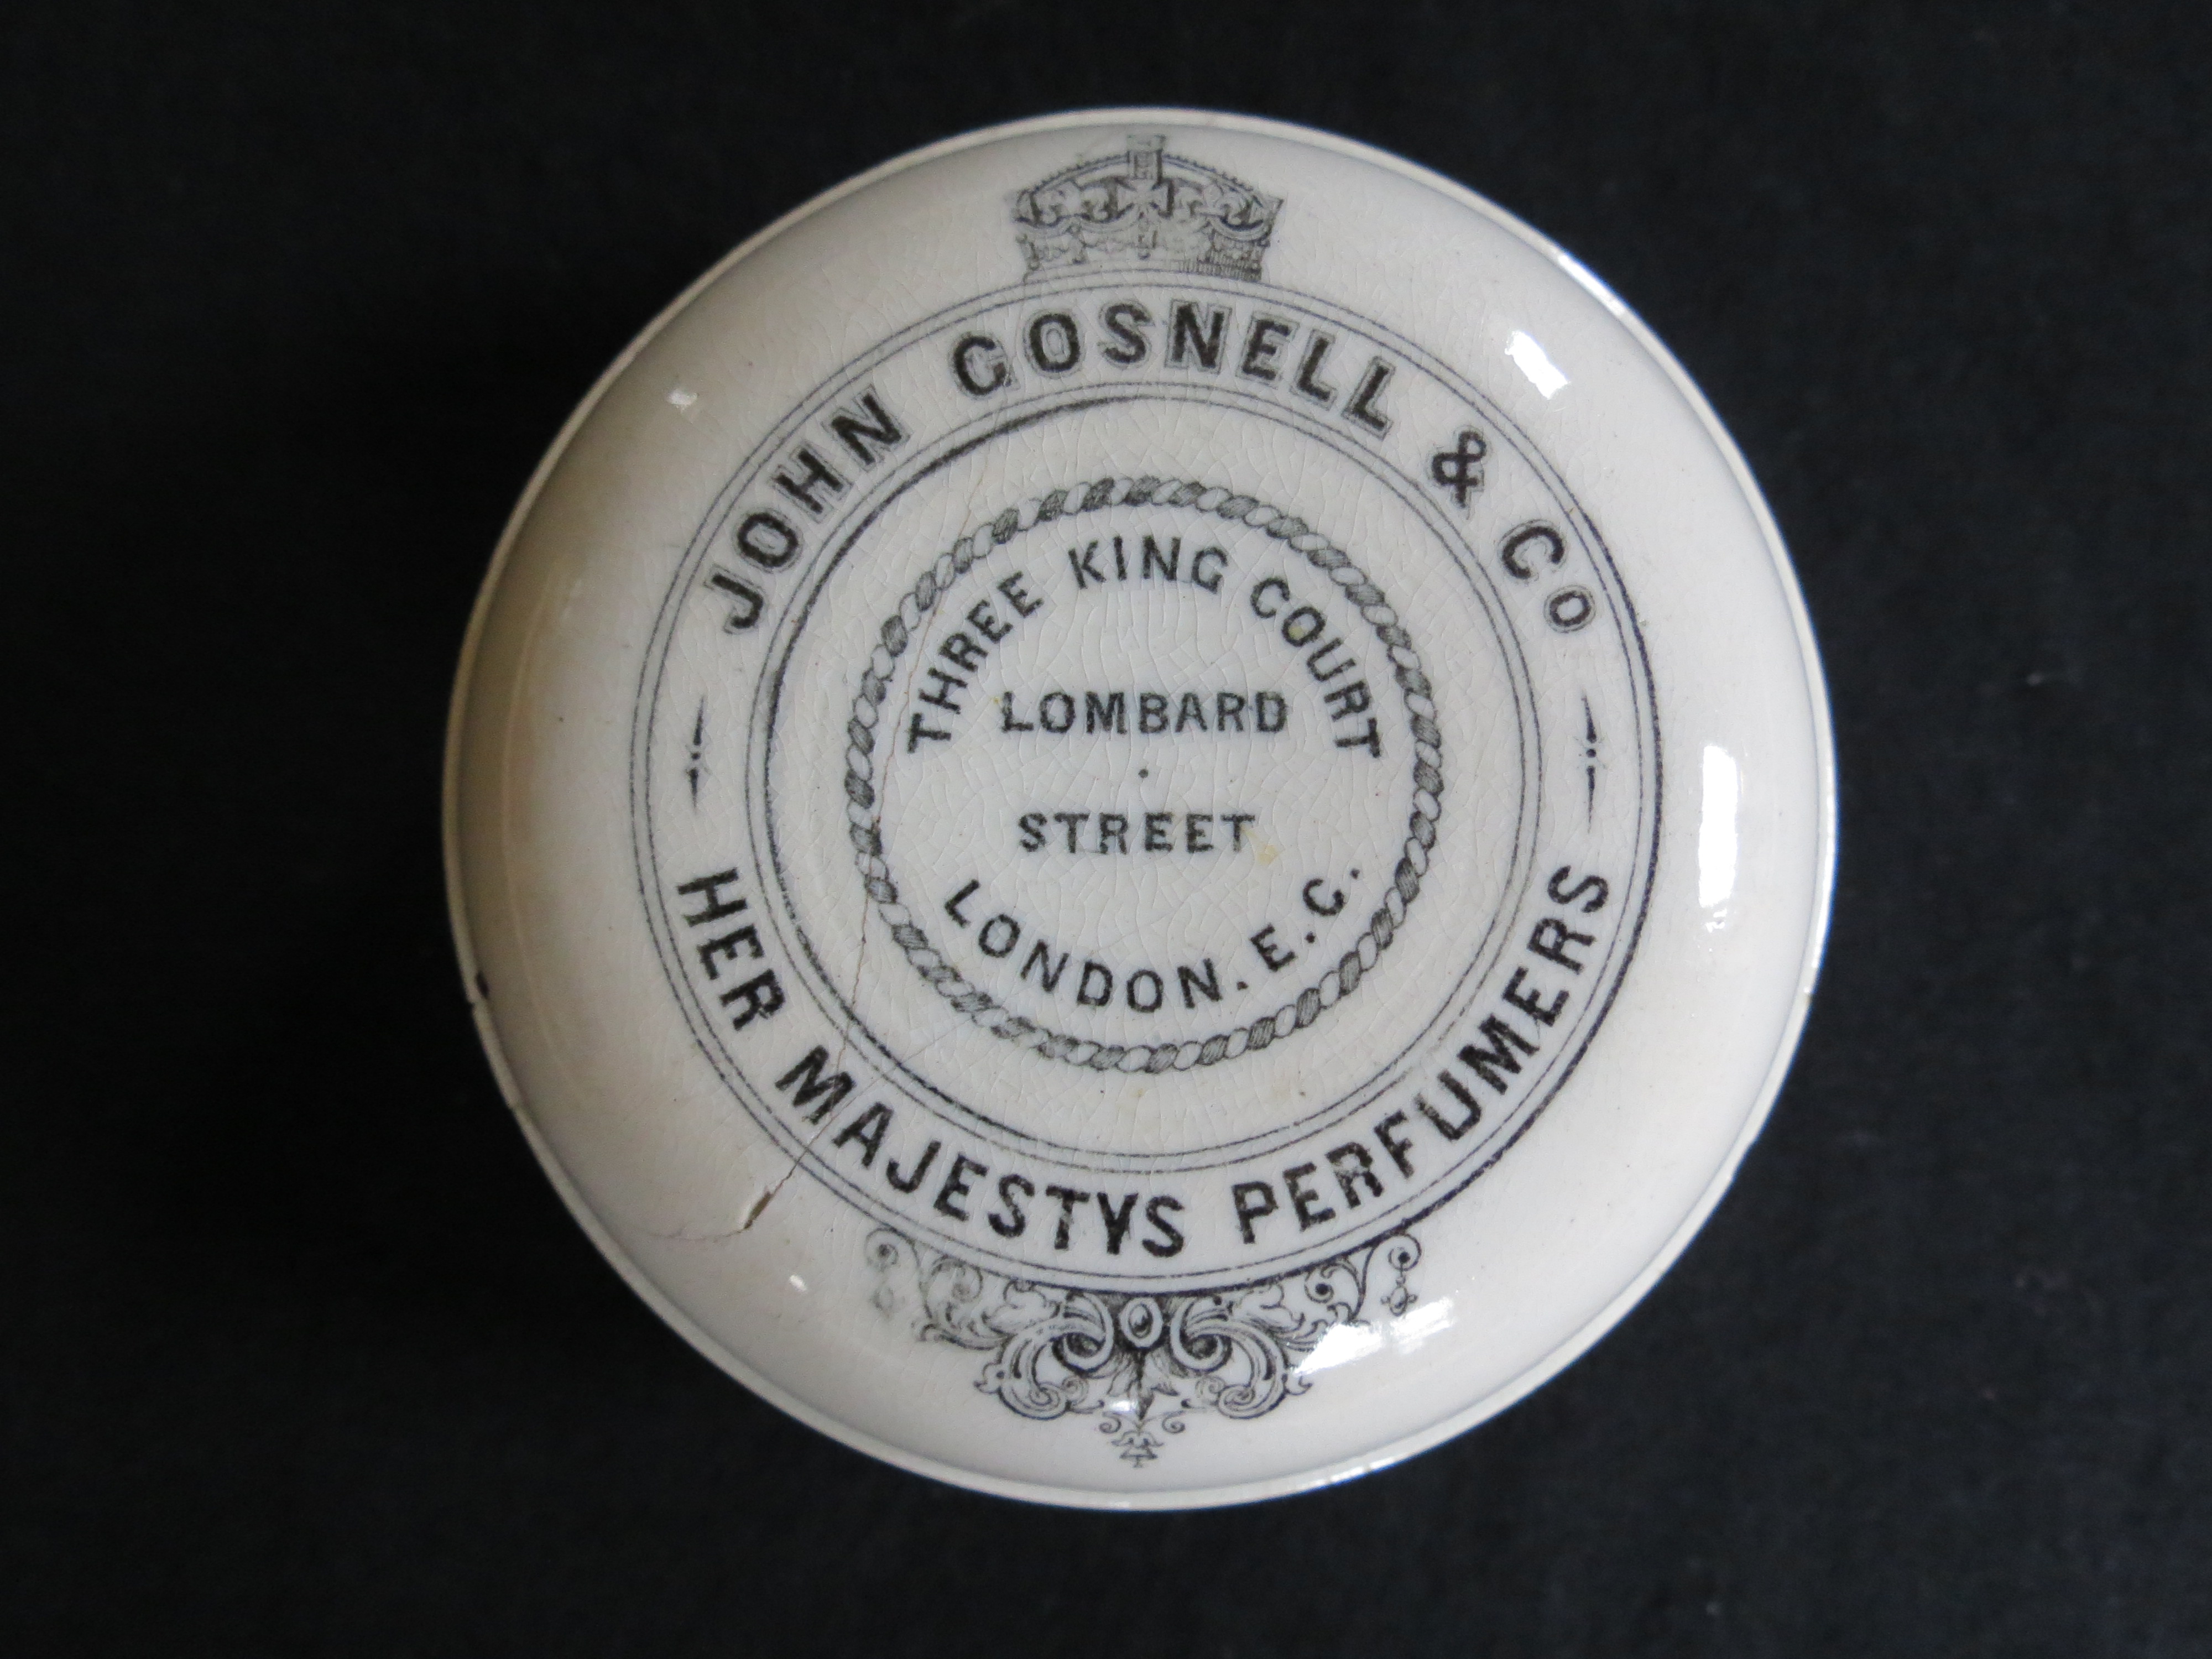 JOHN GOSNELL & Co
THREE KING COURT
LOMBARD
STREET
LONDON. E. C.
HER MAJESTYS PERFUMERS